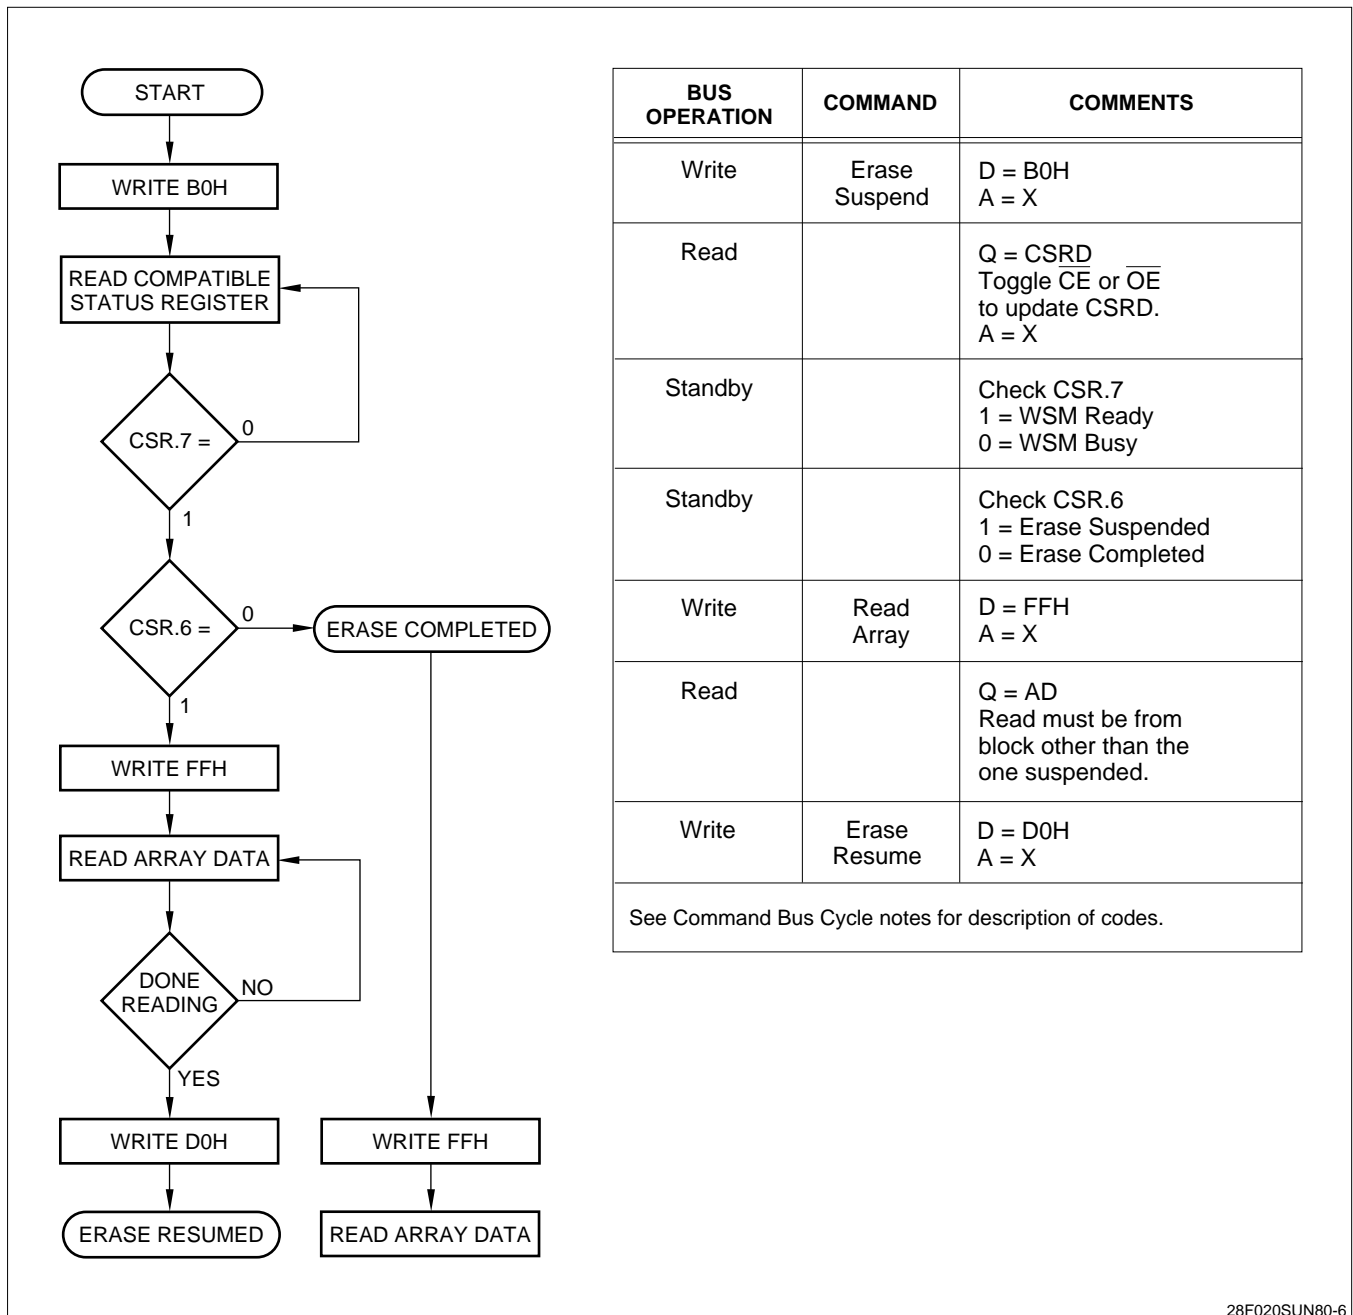 START
WRITE B0H
READ COMPATIBLE
STATUS REGISTER
CSR.7 =
0
1
CSR.6 =
0
ERASE COMPLETED
1
WRITE FFH
READ ARRAY DATA
DONE
READING
NO
YES
WRITE D0H
WRITE FFH
ERASE RESUMED
READ ARRAY DATA
BUS
OPERATION
COMMAND
COMMENTS
Write
Erase
Suspend
D = B0H
A = X
Read
Q = CSRD
Toggle C̅E̅ or O̅E̅
to update CSRD.
A = X
Standby
Check CSR.7
1 = WSM Ready
0 = WSM Busy
Standby
Check CSR.6
1 = Erase Suspended
0 = Erase Completed
Write
Read
Array
D = FFH
A = X
Read
Q = AD
Read must be from
block other than the
one suspended.
Write
Erase
Resume
D = D0H
A = X
See Command Bus Cycle notes for description of codes.
28F020SUN80-6